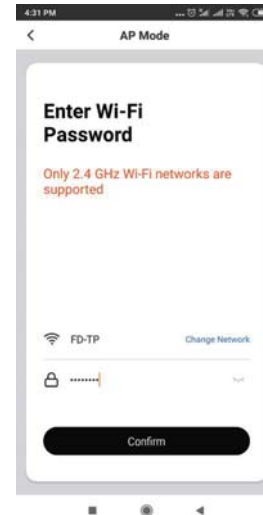 4:31 PM
AP Mode
Enter Wi-Fi
Password
Only 2.4 GHz Wi-Fi networks are
supported
FD-TP Change Network
Confirm